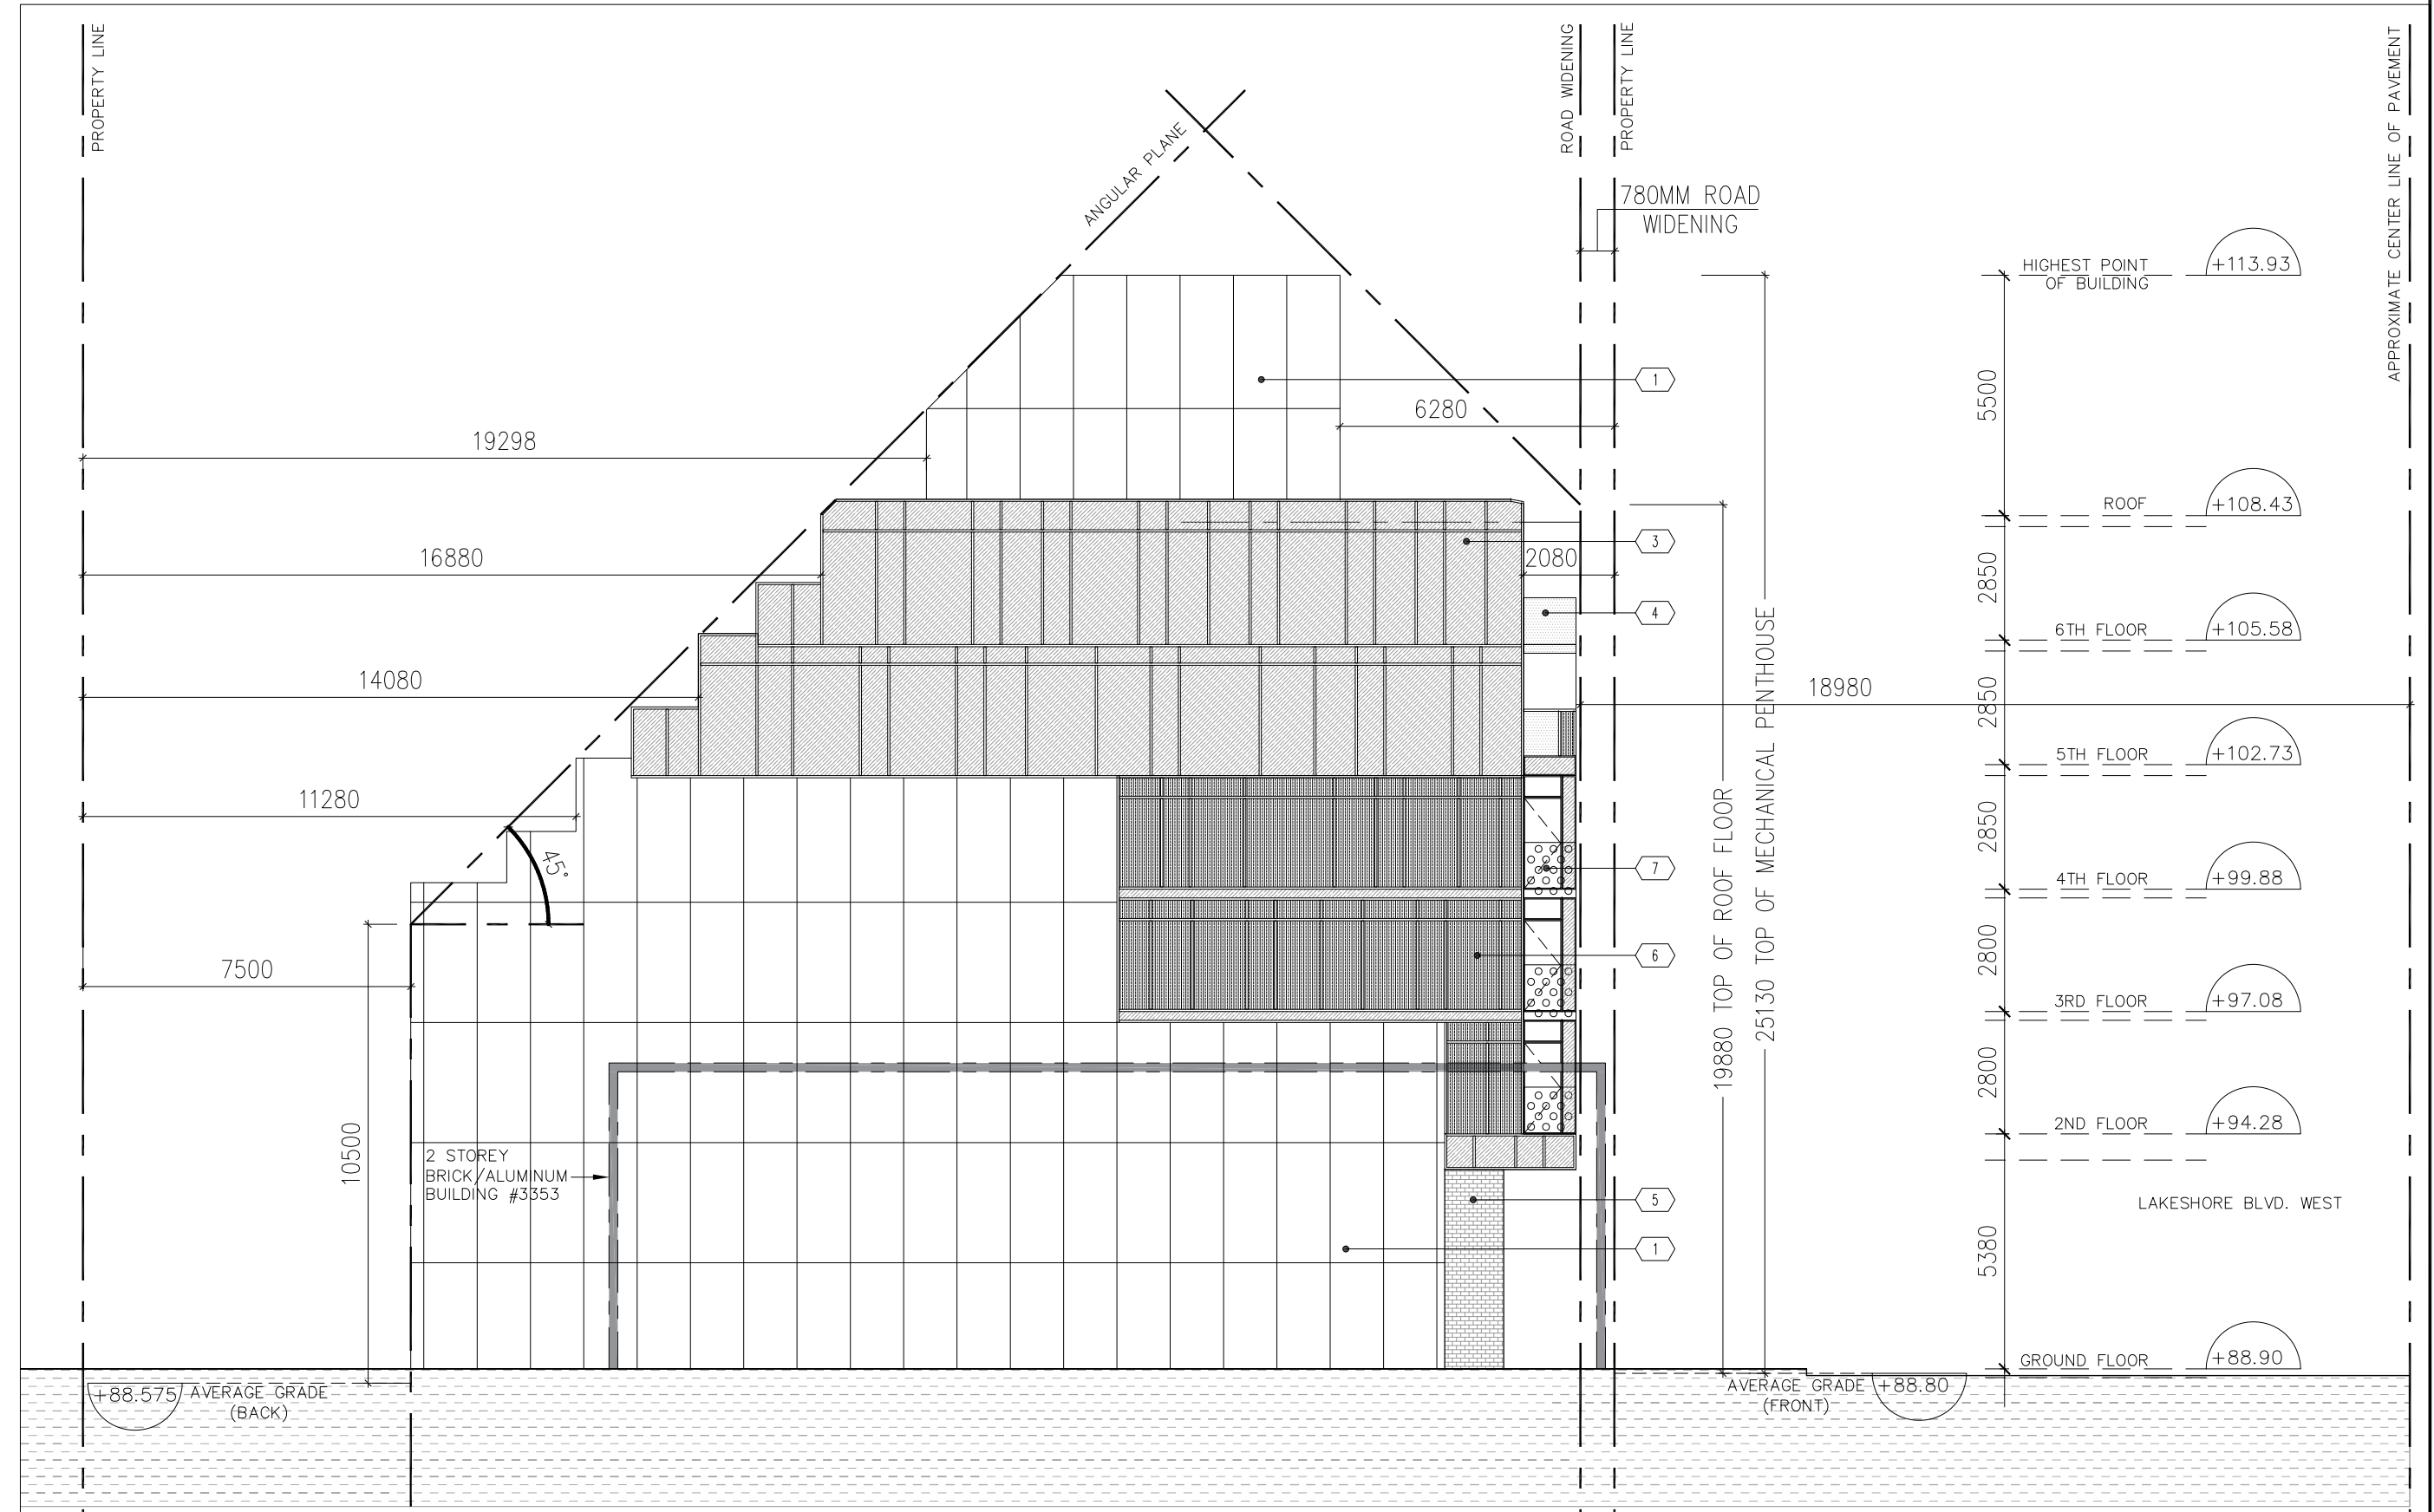 PROPERTY LINE
ROAD WIDENING
PROPERTY LINE
APPROXIMATE CENTER LINE OF PAVEMENT
ANGULAR PLANE
780MM ROAD
WIDENING
HIGHEST POINT
OF BUILDING
+113.93
1
5500
6280
19298
ROOF
+108.43
3
16880
2080
2850
4
6TH FLOOR
+105.58
14080
18980
2850
5TH FLOOR
+102.73
11280
2850
45°
7
4TH FLOOR
+99.88
19880 TOP OF ROOF FLOOR
25130 TOP OF MECHANICAL PENTHOUSE
7500
6
2800
3RD FLOOR
+97.08
2800
2ND FLOOR
+94.28
10500
2 STOREY
BRICK/ALUMINUM
BUILDING #3353
5
LAKESHORE BLVD. WEST
1
5380
GROUND FLOOR
+88.90
+88.575
AVERAGE GRADE
(BACK)
AVERAGE GRADE
(FRONT)
+88.80